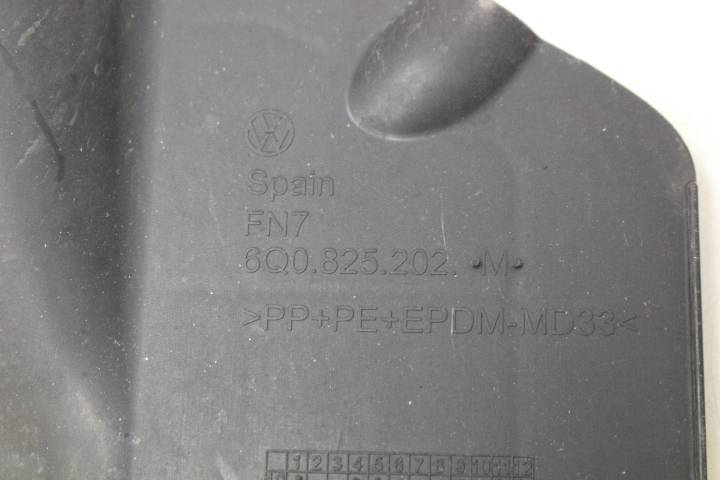 Spain
FN7
6Q0.825.202. •M•
>PP+PE+EPDM-MD33<
1 2 3 4 5 6 7 8 9 10 11 12